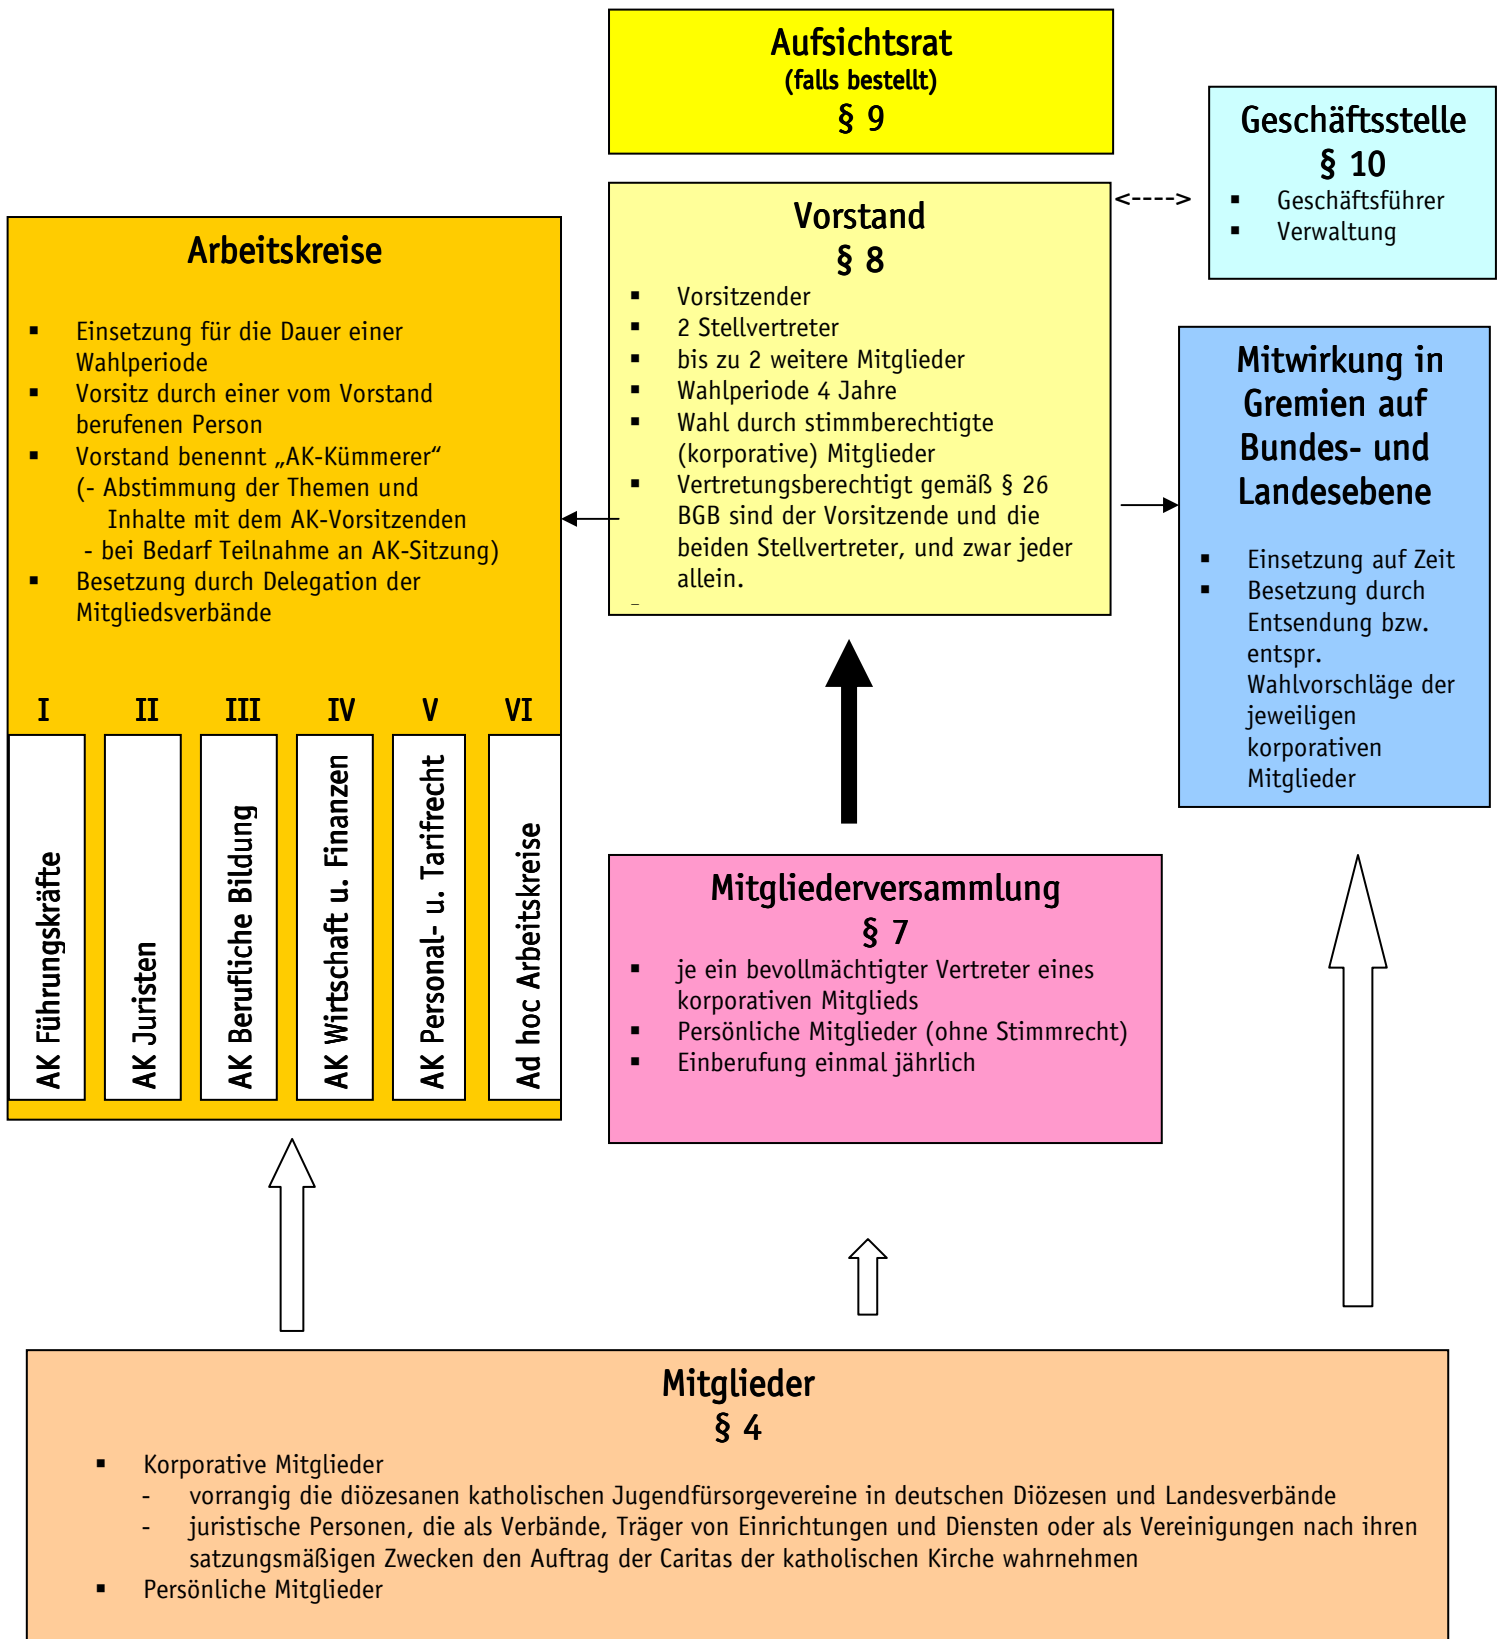 Aufsichtsrat
(falls bestellt)
§ 9
Geschäftsstelle
§ 10
▪ Geschäftsführer
▪ Verwaltung
<---->
Vorstand
§ 8
▪ Vorsitzender
▪ 2 Stellvertreter
▪ bis zu 2 weitere Mitglieder
▪ Wahlperiode 4 Jahre
▪ Wahl durch stimmberechtigte
(korporative) Mitglieder
▪ Vertretungsberechtigt gemäß § 26
BGB sind der Vorsitzende und die
beiden Stellvertreter, und zwar jeder
allein.
-
Arbeitskreise
▪ Einsetzung für die Dauer einer
Wahlperiode
▪ Vorsitz durch einer vom Vorstand
berufenen Person
▪ Vorstand benennt „AK-Kümmerer“
(- Abstimmung der Themen und
Inhalte mit dem AK-Vorsitzenden
- bei Bedarf Teilnahme an AK-Sitzung)
▪ Besetzung durch Delegation der
Mitgliedsverbände
I II III IV V VI
AK Führungskräfte
AK Juristen
AK Berufliche Bildung
AK Wirtschaft u. Finanzen
AK Personal- u. Tarifrecht
Ad hoc Arbeitskreise
Mitwirkung in
Gremien auf
Bundes- und
Landesebene
▪ Einsetzung auf Zeit
▪ Besetzung durch
Entsendung bzw.
entspr.
Wahlvorschläge der
jeweiligen
korporativen
Mitglieder
Mitgliederversammlung
§ 7
▪ je ein bevollmächtigter Vertreter eines
korporativen Mitglieds
▪ Persönliche Mitglieder (ohne Stimmrecht)
▪ Einberufung einmal jährlich
Mitglieder
§ 4
▪ Korporative Mitglieder
- vorrangig die diözesanen katholischen Jugendfürsorgevereine in deutschen Diözesen und Landesverbände
- juristische Personen, die als Verbände, Träger von Einrichtungen und Diensten oder als Vereinigungen nach ihren
satzungsmäßigen Zwecken den Auftrag der Caritas der katholischen Kirche wahrnehmen
▪ Persönliche Mitglieder